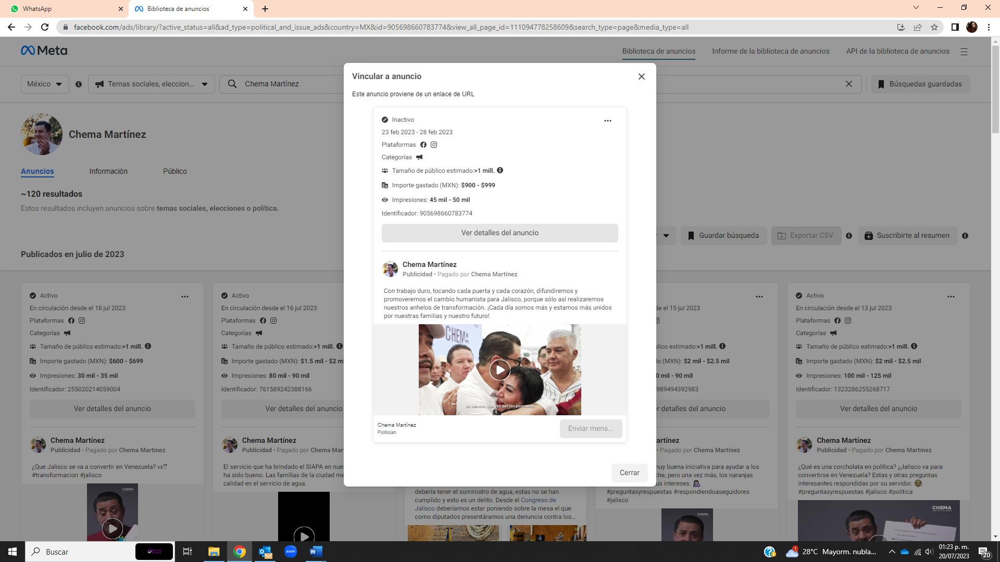 WhatsApp
Biblioteca de anuncios
facebook.com/ads/library/?active_status=all&ad_type=political_and_issue_ads&country=MX&id=905698660783774&view_all_page_id=111094778258609&search_type=page&media_type=all
Meta
Biblioteca de anuncios
Informe de la biblioteca de anuncios
API de la biblioteca de anuncios
México
Temas sociales, eleccion...
Chema Martínez
Búsquedas guardadas
Chema Martínez
Anuncios
Información
Público
~120 resultados
Estos resultados incluyen anuncios sobre temas sociales, elecciones o política.
Guardar búsqueda
Exportar CSV
Suscribirte al resumen
Publicados en julio de 2023
Vincular a anuncio
Este anuncio proviene de un enlace de URL
Inactivo
23 feb 2023 - 28 feb 2023
Plataformas
Categorías
Tamaño de público estimado:>1 mill.
Importe gastado (MXN): $900 - $999
Impresiones: 45 mil - 50 mil
Identificador: 905698660783774
Ver detalles del anuncio
Chema Martínez
Publicidad • Pagado por Chema Martínez
Con trabajo duro, tocando cada puerta y cada corazón, difundiremos y
promoveremos el cambio humanista para Jalisco, porque sólo así realizaremos
nuestros anhelos de transformación. ¡Cada día somos más y estamos más unidos
por nuestras familias y nuestro futuro!
CHEMA
un cambio que vea por las personas.
Chema Martínez
Politician
Enviar mens...
Cerrar
Activo
En circulación desde el 18 jul 2023
Plataformas
Categorías
Tamaño de público estimado:>1 mill.
Importe gastado (MXN): $600 - $699
Impresiones: 30 mil - 35 mil
Identificador: 255020214059004
Ver detalles del anuncio
Chema Martínez
Publicidad • Pagado por Chema Martínez
¿Que Jalisco se va a convertir en Venezuela? VE⁉
#transformacion #jalisco
CHEMA
Activo
En circulación desde el 16 jul 2023
Plataformas
Categorías
Tamaño de público estimado:>1 mill.
Importe gastado (MXN): $1.5 mil - $2 mi
Impresiones: 80 mil - 90 mil
Identificador: 761589242388166
Ver detalles del anuncio
Chema Martínez
Publicidad • Pagado por Chema Mar
El servicio que ha brindado el SIAPA en nue
ha sido bueno. Las familias de la ciudad me
calidad en el servicio de agua.
debería tener el suministro de agua, estas no se han
cumplido y esto es un delito. Desde el Congreso de
Jalisco deberíamos estar poniendo sobre la mesa el que
como diputados presentáramos una denuncia contra los...
de el 15 jul 2023
blico estimado:>1 mill.
do (MXN): $2 mil - $2.5 mil
0 mil - 90 mil
989494392983
r detalles del anuncio
artínez
• Pagado por Chema Martínez
muy buena iniciativa para ayudar a los
che, pero una vez más, los naranjas
us intereses.
#preguntasyrespuestas #respondiendoaseguidores
#jalisco
CHEMA
Activo
En circulación desde el 13 jul 2023
Plataformas
Categorías
Tamaño de público estimado:>1 mill.
Importe gastado (MXN): $2 mil - $2.5 mil
Impresiones: 100 mil - 125 mil
Identificador: 1323286255268717
Ver detalles del anuncio
Chema Martínez
Publicidad • Pagado por Chema Martínez
¿Qué es una corcholata en política? ¿Jalisco va para
convertirse en Venezuela? Estas y otras preguntas
interesantes respondidas por su servidor.
#preguntasyrespuestas #jalisco #politica
CHEMA
Buscar
zoom
1
28°C Mayorm. nubla...
01:23 p. m.
20/07/2023
20